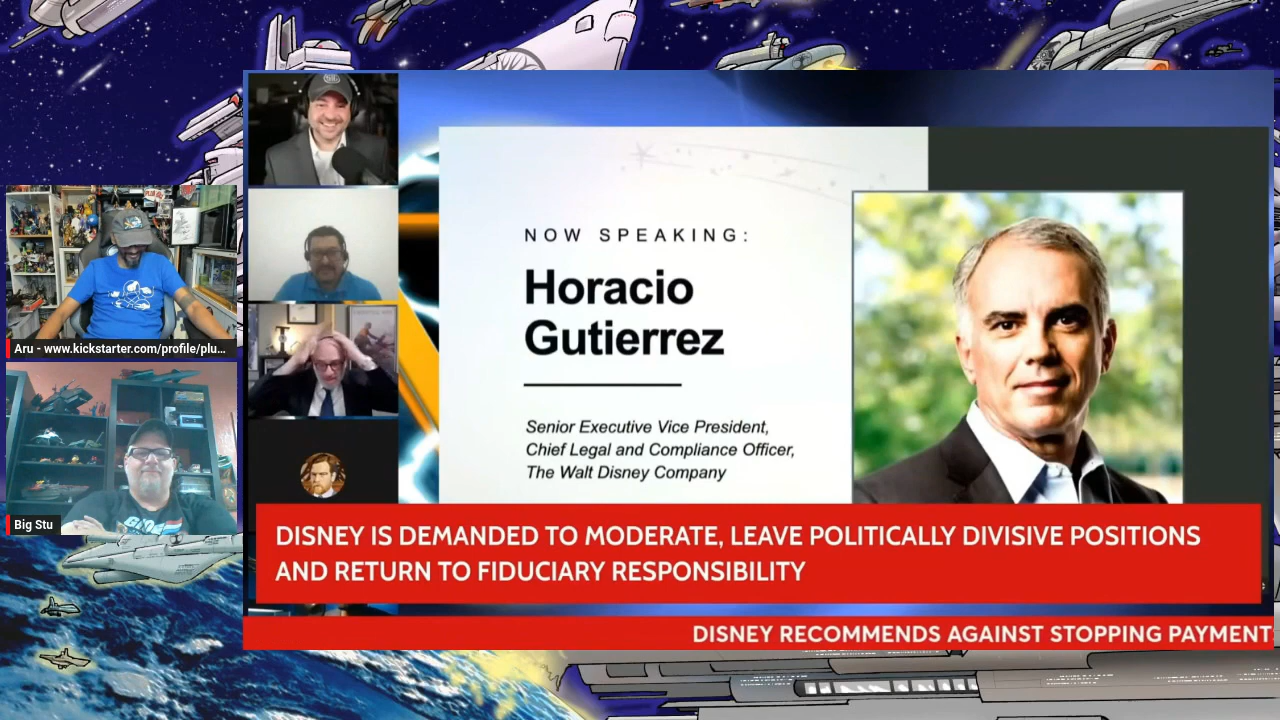 NOW SPEAKING:
Horacio
Gutierrez
Senior Executive Vice President,
Chief Legal and Compliance Officer,
The Walt Disney Company
Aru - www.kickstarter.com/profile/plu...
Big Stu
DISNEY IS DEMANDED TO MODERATE, LEAVE POLITICALLY DIVISIVE POSITIONS
AND RETURN TO FIDUCIARY RESPONSIBILITY
DISNEY RECOMMENDS AGAINST STOPPING PAYMENT